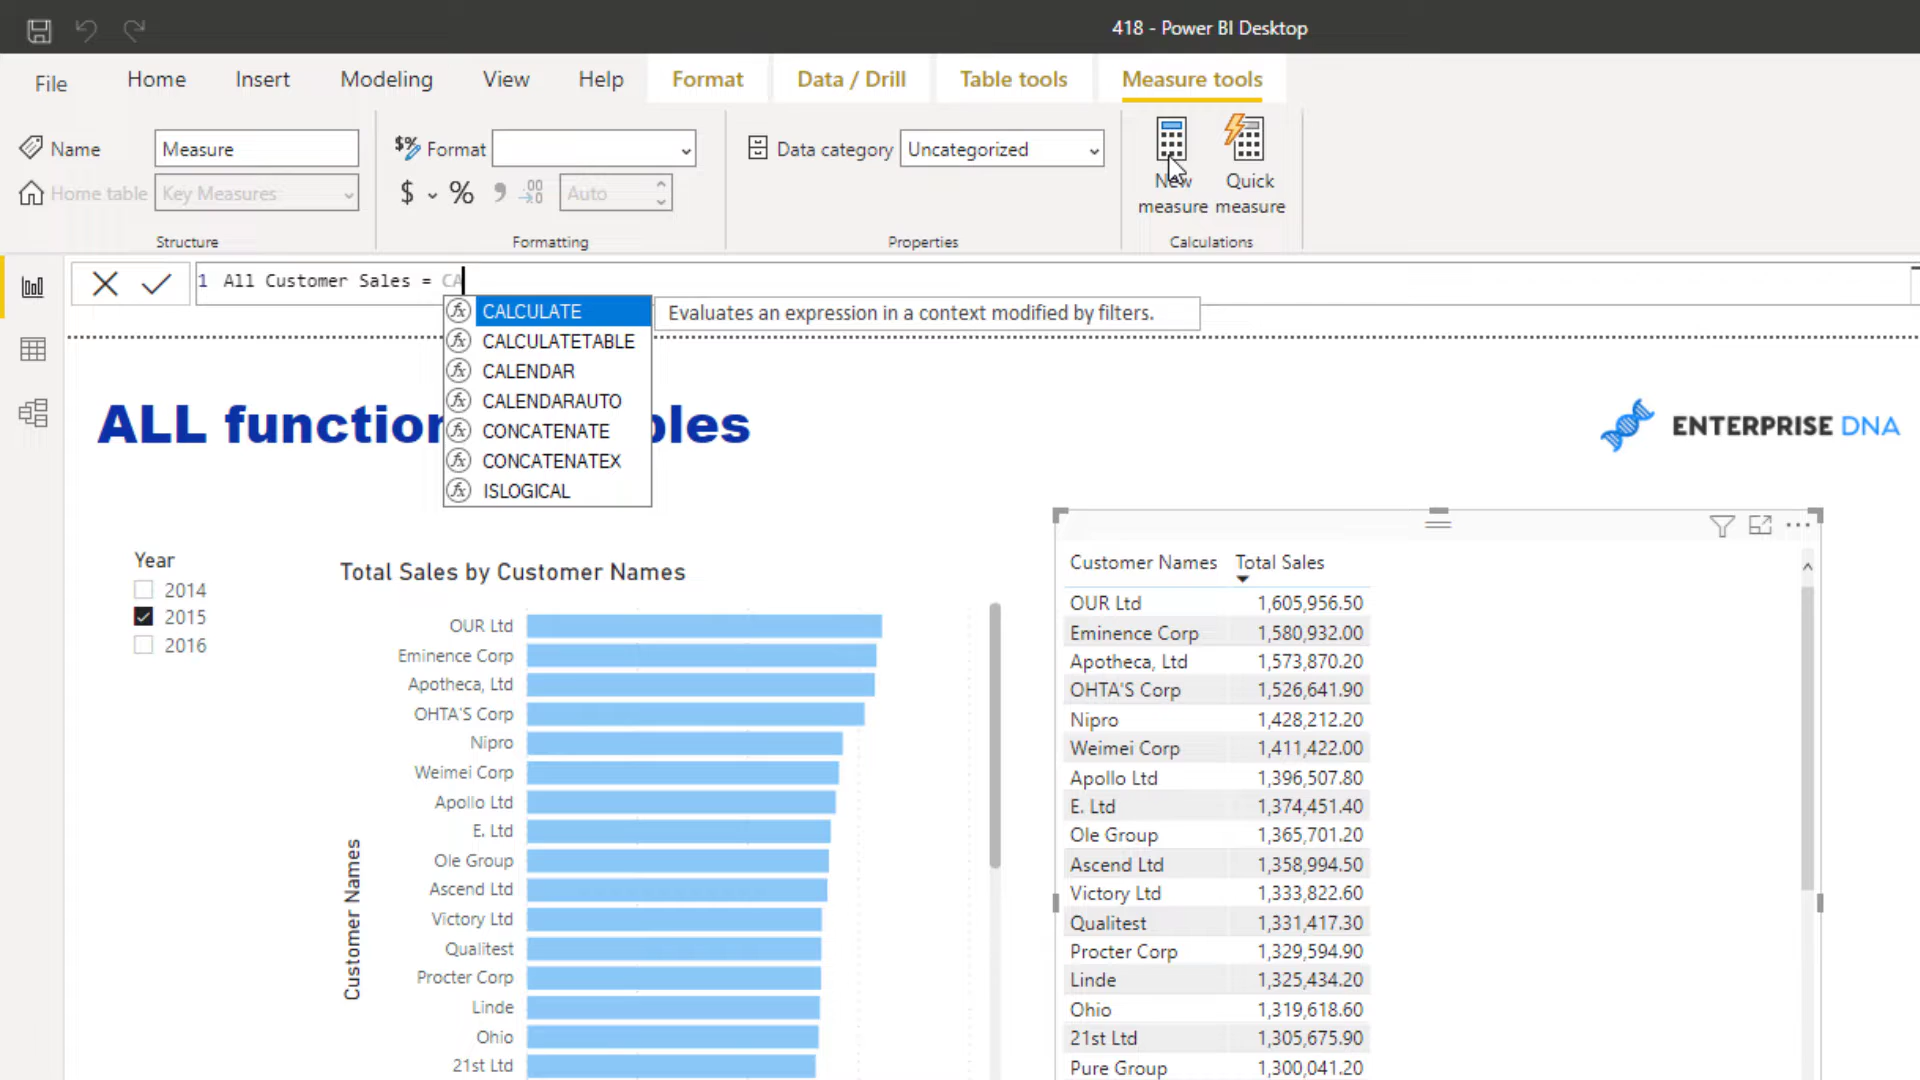 418 - Power BI Desktop
File Home Insert Modeling View Help Format Data / Drill Table tools Measure tools
Name Measure
Home table Key Measures
Structure
$% Format
$ % 9 .00 Auto
Formatting
Data category Uncategorized
Properties
New measure
Quick measure
Calculations
1 All Customer Sales = CA
CALCULATE
CALCULATETABLE
CALENDAR
CALENDARAUTO
CONCATENATE
CONCATENATEX
ISLOGICAL
Evaluates an expression in a context modified by filters.
ALL function ples
ENTERPRISE DNA
Year
2014
2015
2016
Total Sales by Customer Names
Customer Names
OUR Ltd
Eminence Corp
Apotheca, Ltd
OHTA'S Corp
Nipro
Weimei Corp
Apollo Ltd
E. Ltd
Ole Group
Ascend Ltd
Victory Ltd
Qualitest
Procter Corp
Linde
Ohio
21st Ltd
Customer Names Total Sales
OUR Ltd 1,605,956.50
Eminence Corp 1,580,932.00
Apotheca, Ltd 1,573,870.20
OHTA'S Corp 1,526,641.90
Nipro 1,428,212.20
Weimei Corp 1,411,422.00
Apollo Ltd 1,396,507.80
E. Ltd 1,374,451.40
Ole Group 1,365,701.20
Ascend Ltd 1,358,994.50
Victory Ltd 1,333,822.60
Qualitest 1,331,417.30
Procter Corp 1,329,594.90
Linde 1,325,434.20
Ohio 1,319,618.60
21st Ltd 1,305,675.90
Pure Group 1,300,041.20